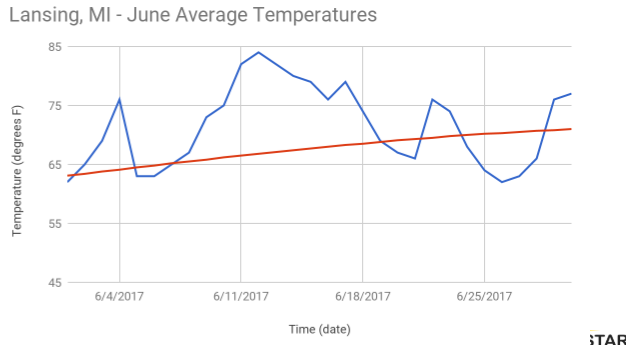 Lansing, MI - June Average Temperatures
Temperature (degrees F)
85
75
65
55
45
6/4/2017
6/11/2017
6/18/2017
6/25/2017
Time (date)
STAR